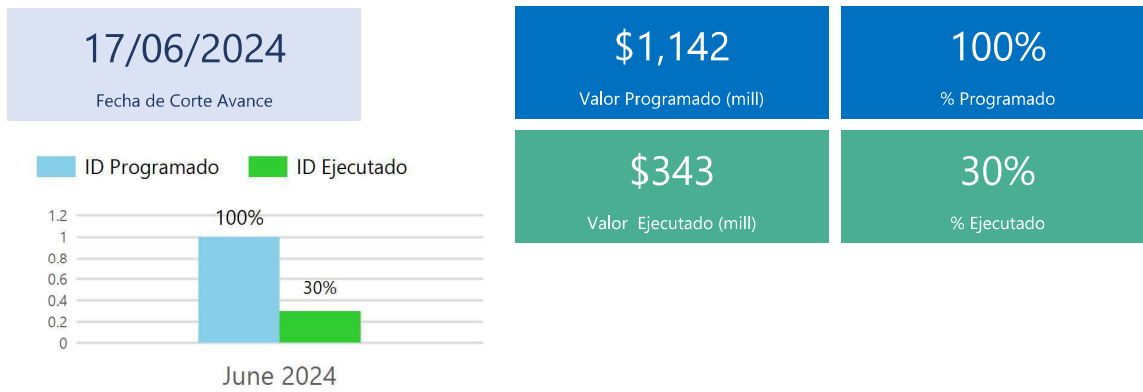 17/06/2024
Fecha de Corte Avance
$1,142
Valor Programado (mill)
100%
% Programado
$343
Valor  Ejecutado (mill)
30%
% Ejecutado
ID Programado
ID Ejecutado
1.2
1
0.8
0.6
0.4
0.2
0
100%
30%
June 2024